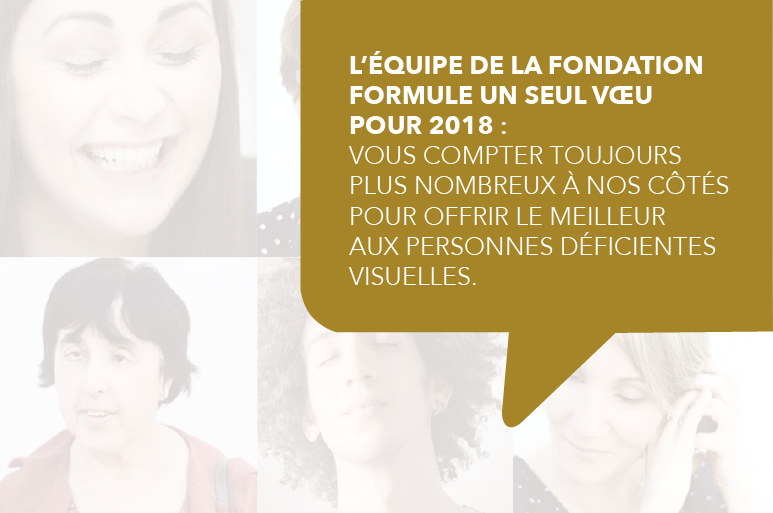 L’ÉQUIPE DE LA FONDATION
FORMULE UN SEUL VŒU
POUR 2018 :
VOUS COMPTER TOUJOURS
PLUS NOMBREUX À NOS CÔTÉS
POUR OFFRIR LE MEILLEUR
AUX PERSONNES DÉFICIENTES
VISUELLES.